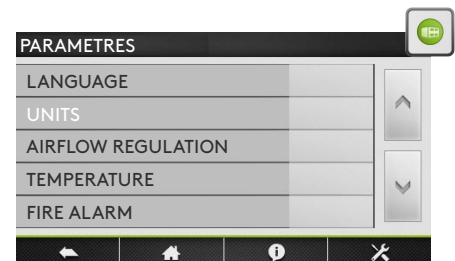 PARAMETRES
LANGUAGE
UNITS
AIRFLOW REGULATION
TEMPERATURE
FIRE ALARM